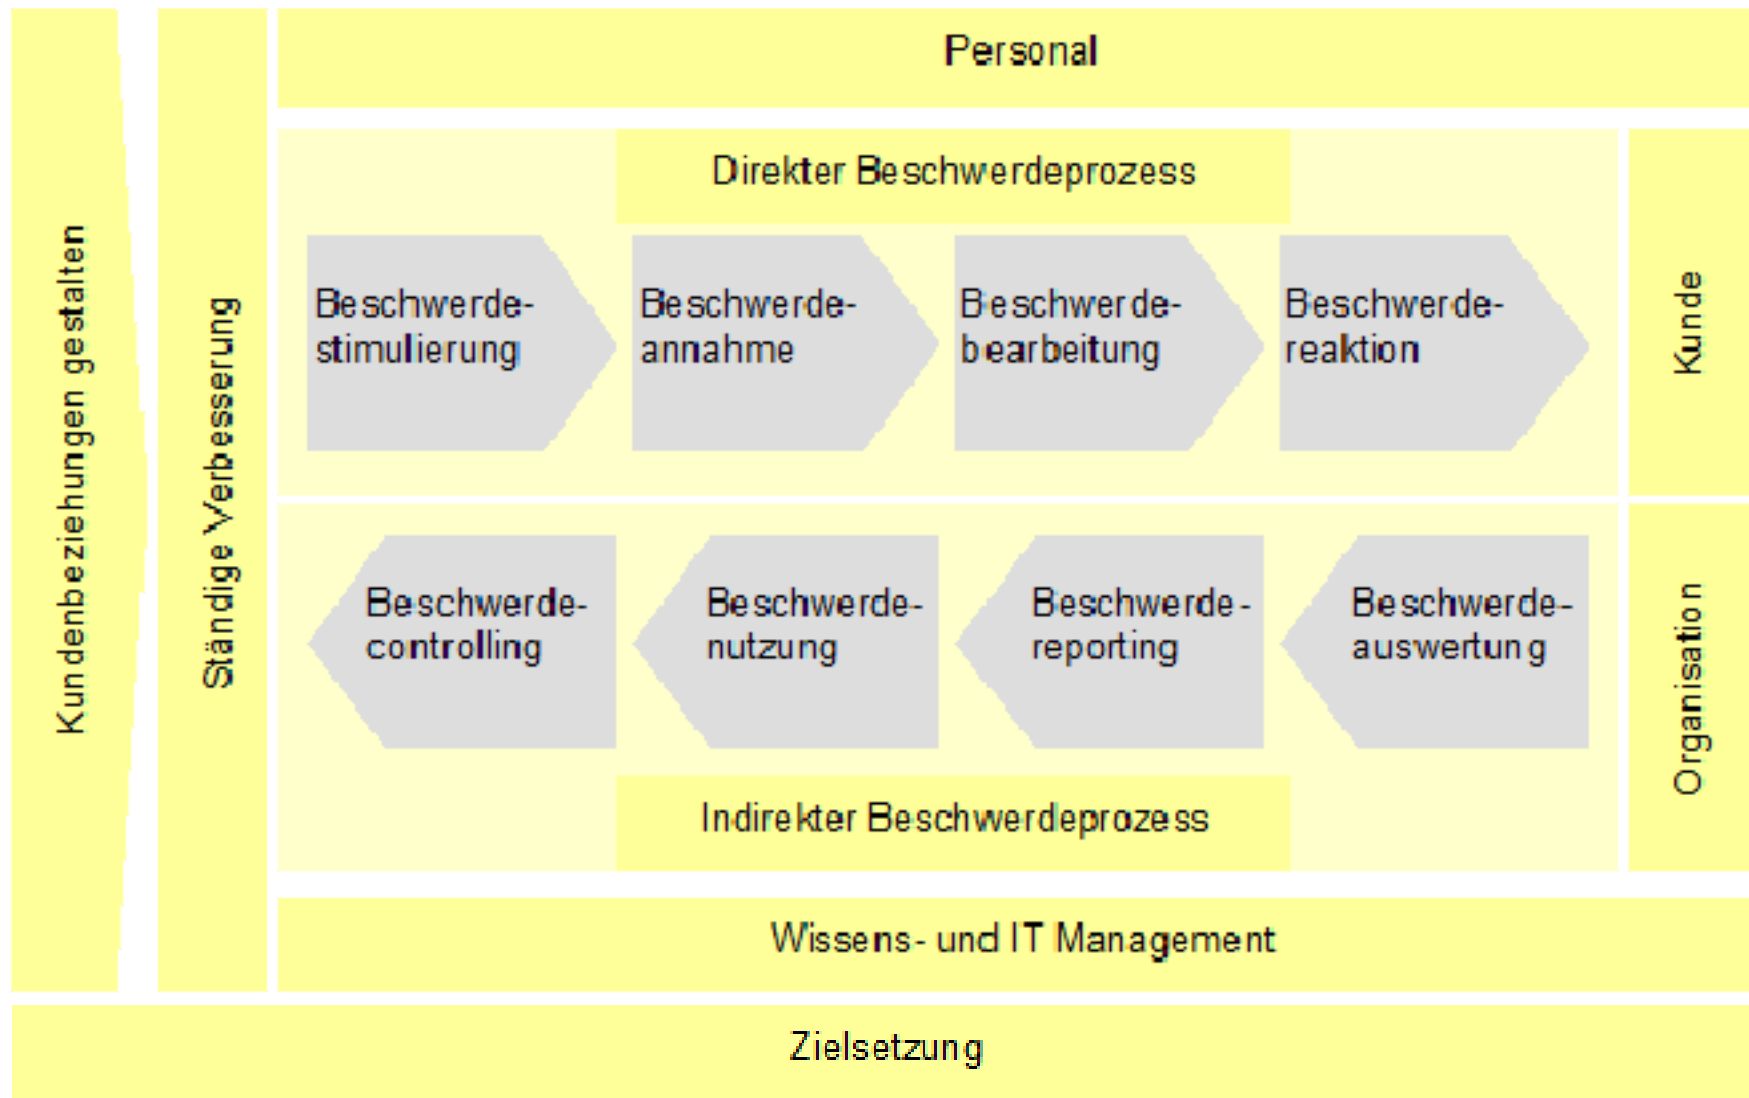 Personal
Kundenbeziehungen gestalten
Ständige Verbesserung
Direkter Beschwerdeprozess
Beschwerde-
stimulierung
Beschwerde-
annahme
Beschwerde-
bearbeitung
Beschwerde-
reaktion
Kunde
Beschwerde-
controlling
Beschwerde-
nutzung
Beschwerde-
reporting
Beschwerde-
auswertung
Organisation
Indirekter Beschwerdeprozess
Wissens- und IT Management
Zielsetzung